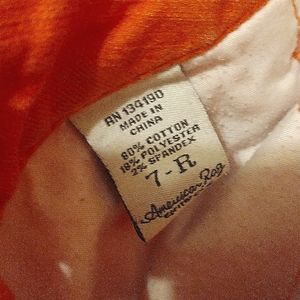 RN 134190
MADE IN
CHINA
80% COTTON
18% POLYESTER
2% SPANDEX
7-R
American Rag